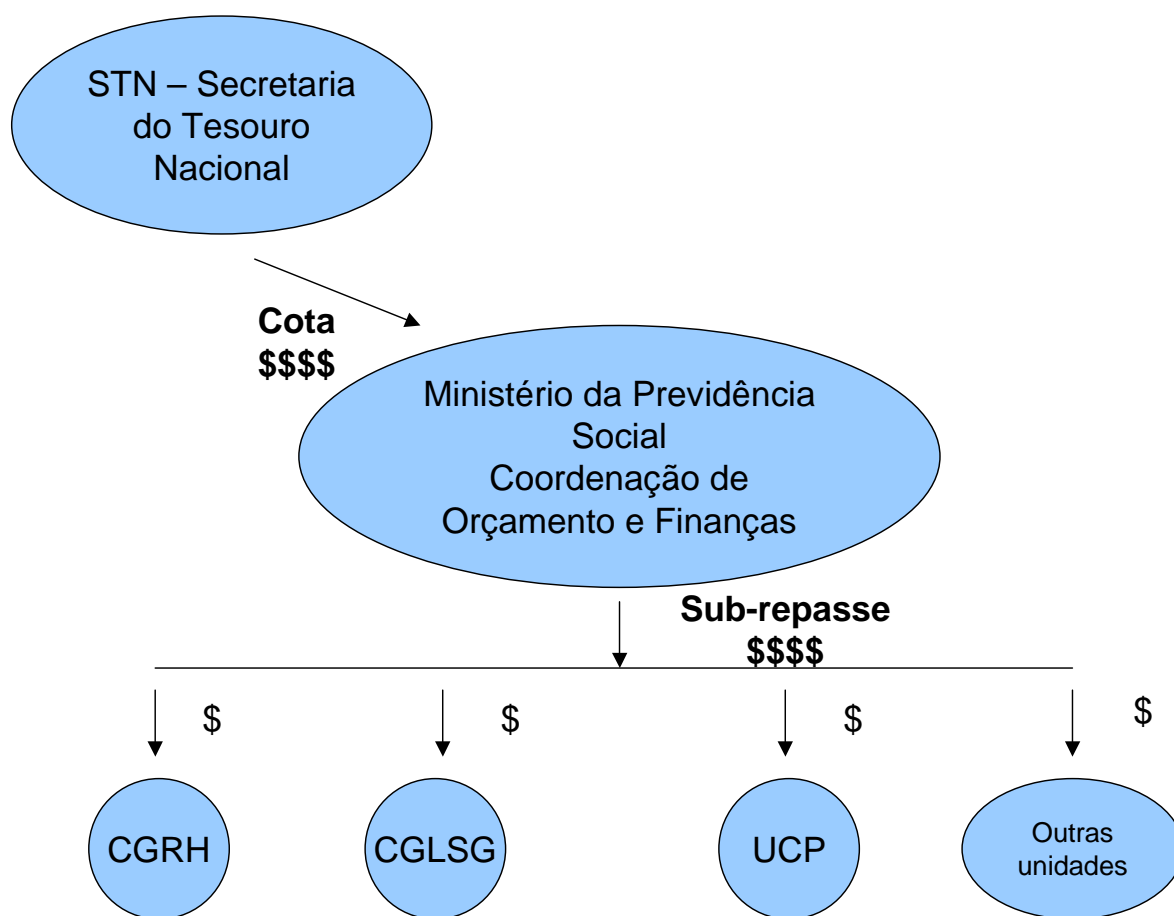 STN – Secretaria
do Tesouro
Nacional
Cota
$$$$
Ministério da Previdência
Social
Coordenação de
Orçamento e Finanças
Sub-repasse
$$$$
$
$
$
$
CGRH
CGLSG
UCP
Outras
unidades